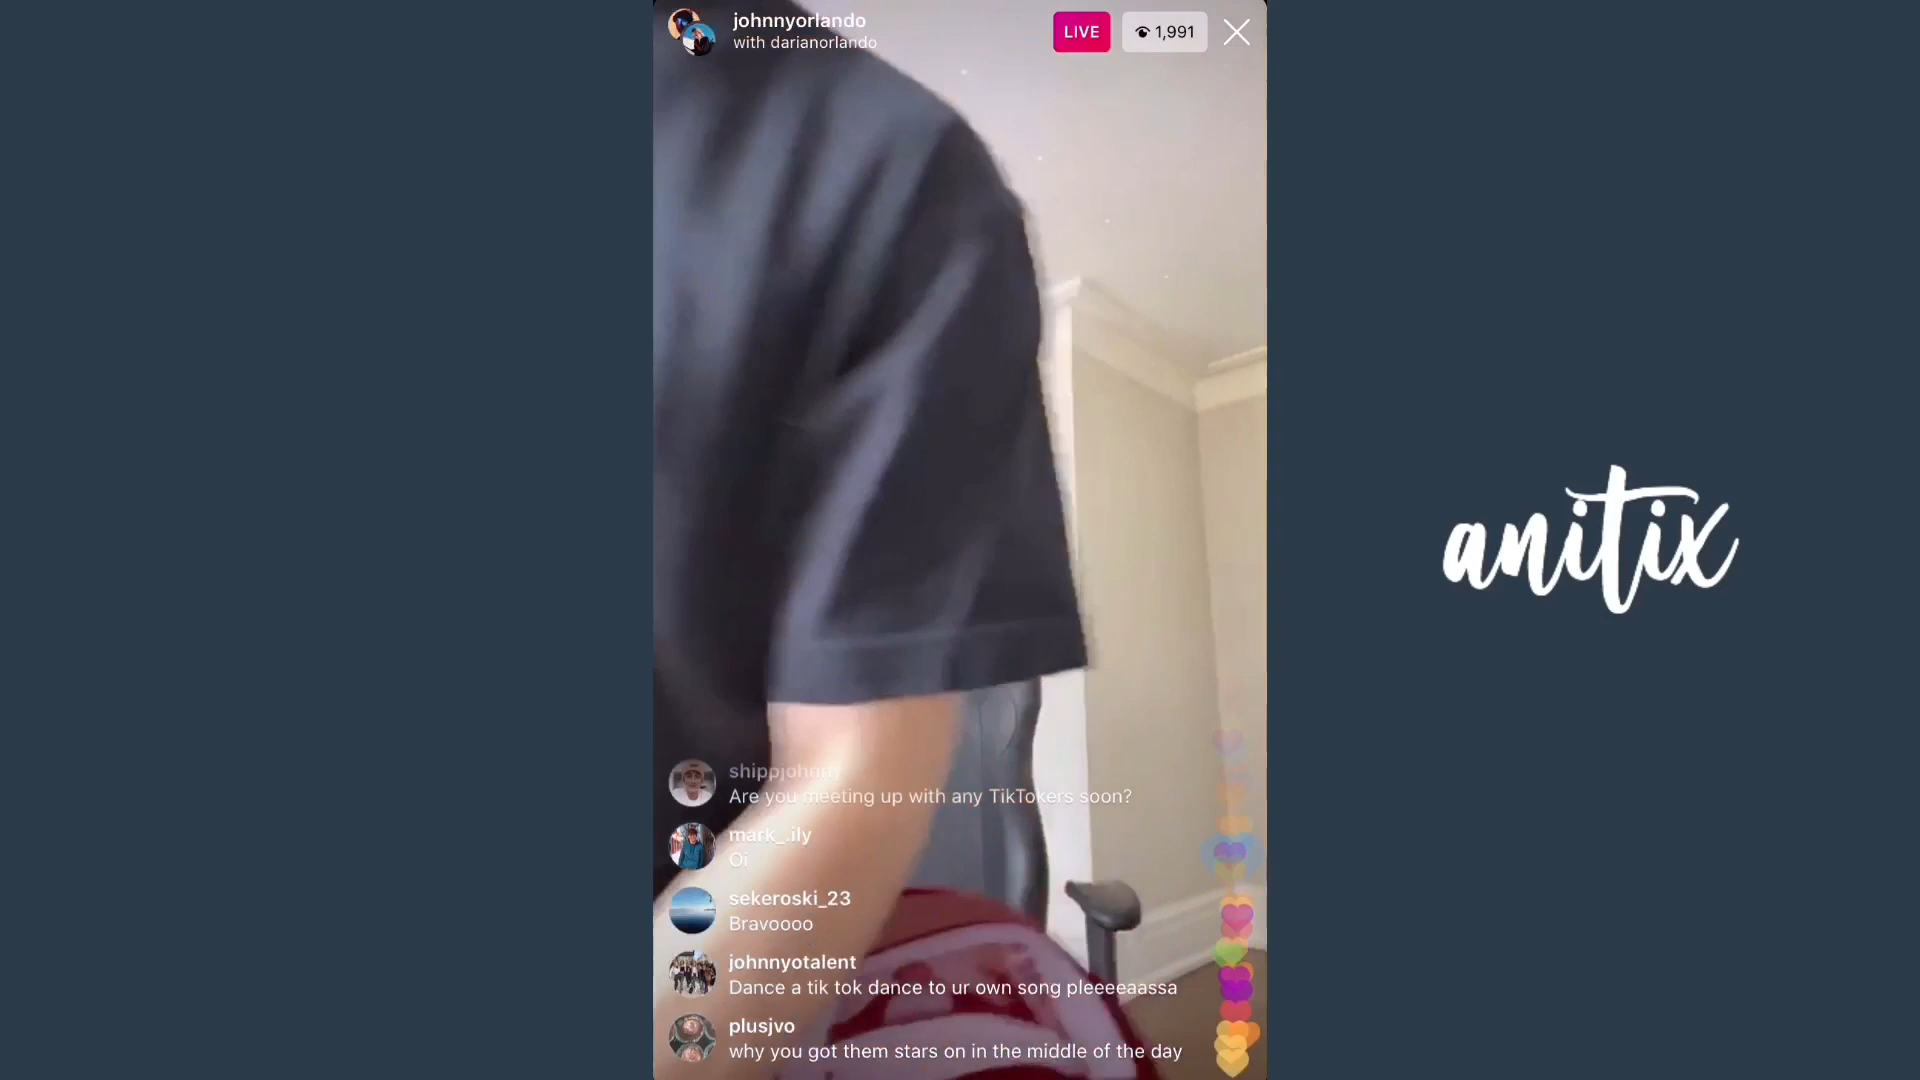 johnnyorlando
with darianorlando
LIVE
1,991
shippjohnny
Are you meeting up with any TikTokers soon?
mark_.ily
Oi
sekeroski_23
Bravoooo
johnnyotalent
Dance a tik tok dance to ur own song pleeeeaassa
plusjvo
why you got them stars on in the middle of the day
anitix